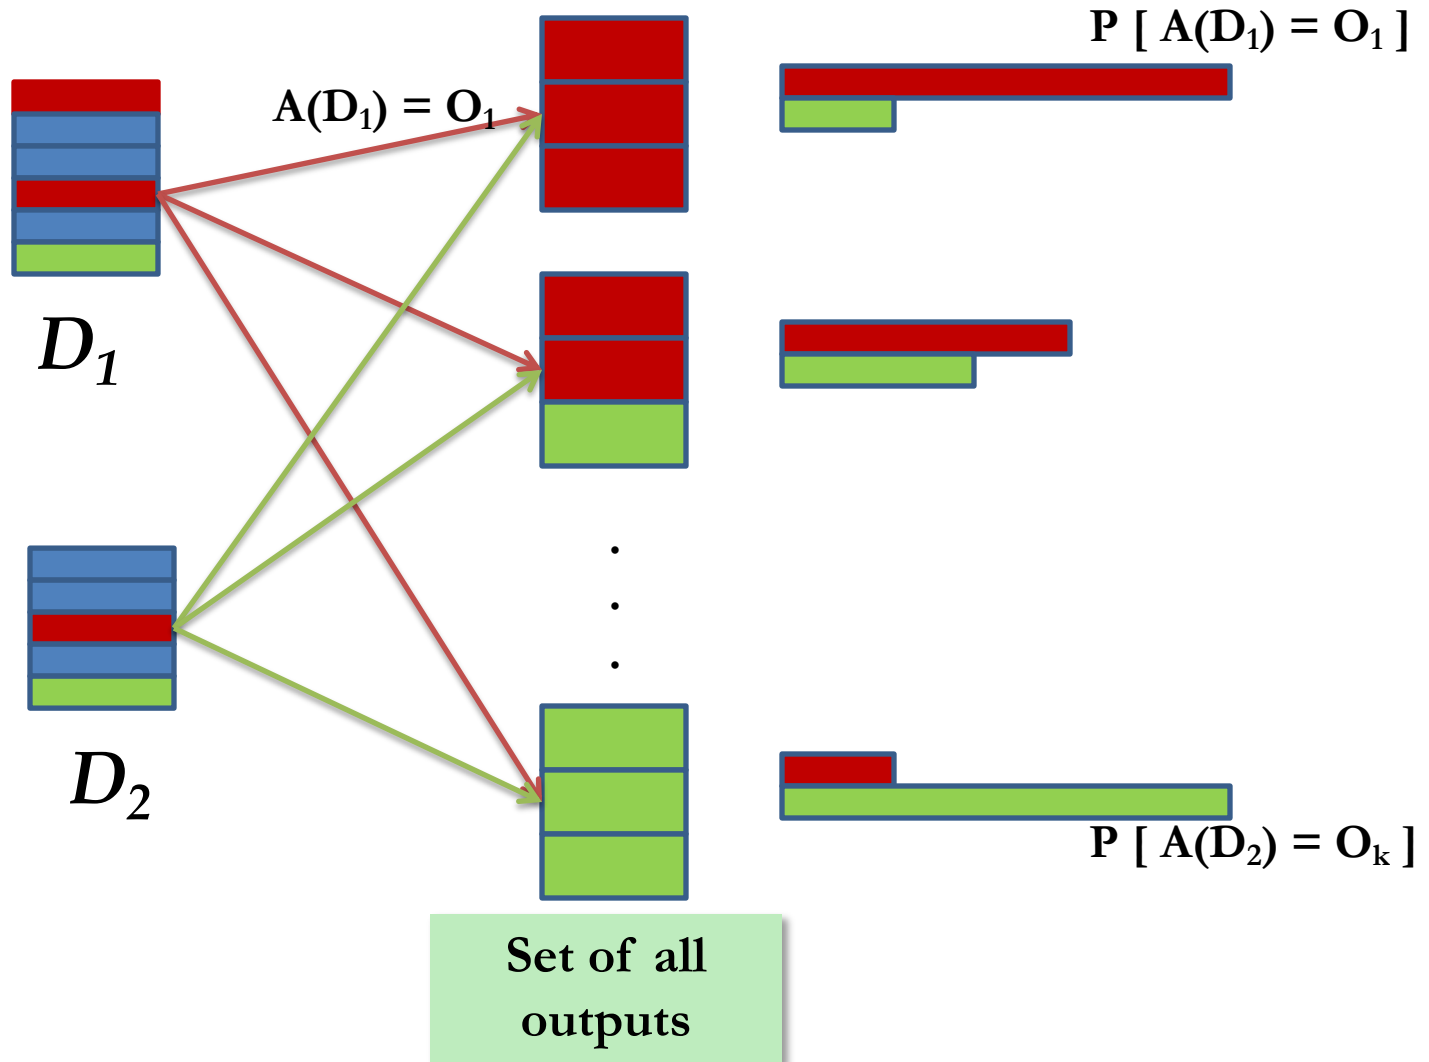 P [ A(D₁) = O₁ ]
A(D₁) = O₁
D₁
D₂
P [ A(D₂) = Oₖ ]
Set of all
outputs